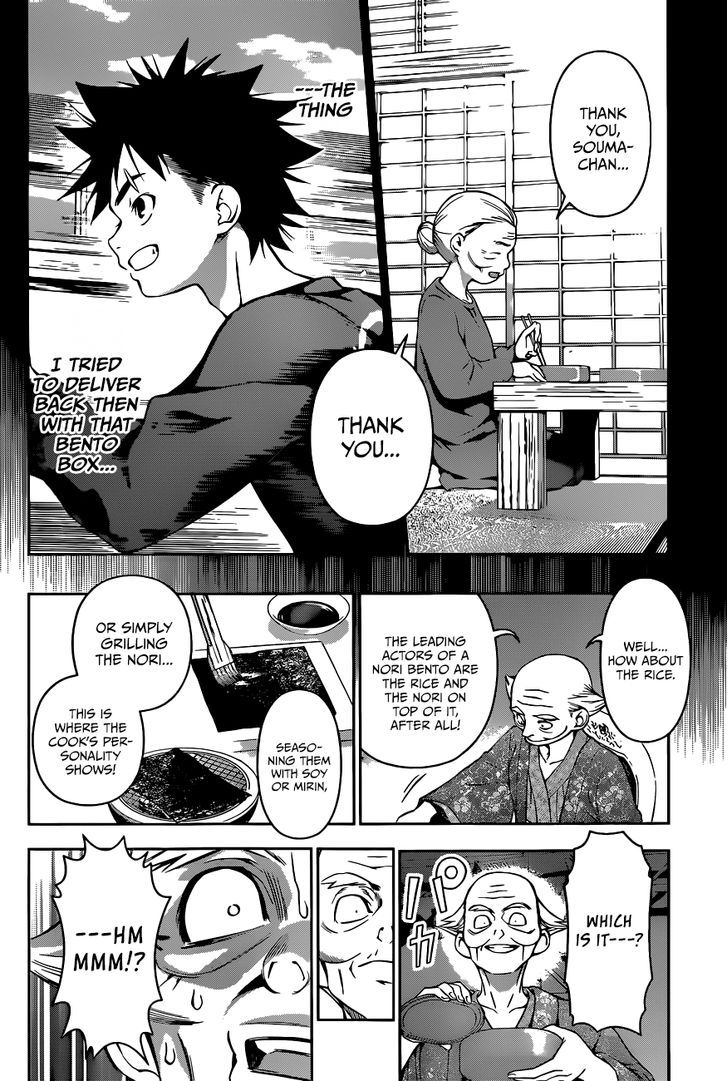 THANK
YOU,
SOUMA-
CHAN.
---THE
THING
I TRIED
TO DELIVER
BACK THEN
WITH THAT
BENTO
BOX...
THANK
YOU...
WELL...
HOW ABOUT
THE RICE.
THE LEADING
ACTORS OF A
NORI BENTO ARE
THE RICE AND
THE NORI ON
TOP OF IT,
AFTER ALL!
SEASO-
NING THEM
WITH SOY
OR MIRIN,
OR SIMPLY
GRILLING
THE NORI...
THIS IS
WHERE THE
COOK'S PER-
SONALITY
SHOWS!
WHICH
IS IT----?
パカ
---HM
MMM!?